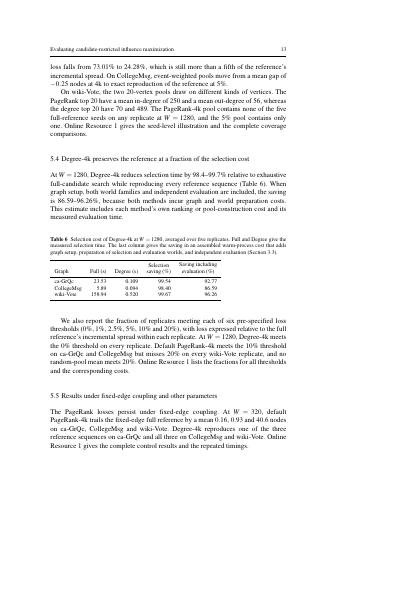 Evaluating candidate-restricted influence maximization 13
loss falls from 73.01% to 24.28%, which is still more than a fifth of the reference's
incremental spread. On CollegeMsg, event-weighted pools move from a mean gap of
−0.25 nodes at 4k to exact reproduction of the reference at 5%.
On wiki-Vote, the two 20-vertex pools draw on different kinds of vertices. The
PageRank top 20 have a mean in-degree of 250 and a mean out-degree of 56, whereas
the degree top 20 have 70 and 489. The PageRank-4k pool contains none of the five
full-reference seeds on any replicate at W = 1280, and the 5% pool contains only
one. Online Resource 1 gives the seed-level illustration and the complete coverage
comparisons.
5.4 Degree-4k preserves the reference at a fraction of the selection cost
At W = 1280, Degree-4k reduces selection time by 98.4–99.7% relative to exhaustive
full-candidate search while reproducing every reference sequence (Table 6). When
graph setup, both world families and independent evaluation are included, the saving
is 86.59–96.26%, because both methods incur graph and world preparation costs.
This estimate includes each method's own ranking or pool-construction cost and its
measured evaluation time.
Table 6 Selection cost of Degree-4k at W = 1280, averaged over five replicates. Full and Degree give the
measured selection time. The last column gives the saving in an assembled warm-process cost that adds
graph setup, preparation of selection and evaluation worlds, and independent evaluation (Section 3.3).
Selection Saving including
Graph Full (s) Degree (s) saving (%) evaluation (%)
ca-GrQc 23.53 0.109 99.54 92.77
CollegeMsg 5.89 0.094 98.40 86.59
wiki-Vote 158.94 0.520 99.67 96.26
We also report the fraction of replicates meeting each of six pre-specified loss
thresholds (0%, 1%, 2.5%, 5%, 10% and 20%), with loss expressed relative to the full
reference's incremental spread within each replicate. At W = 1280, Degree-4k meets
the 0% threshold on every replicate. Default PageRank-4k meets the 10% threshold
on ca-GrQc and CollegeMsg but misses 20% on every wiki-Vote replicate, and no
random-pool mean meets 20%. Online Resource 1 lists the fractions for all thresholds
and the corresponding costs.
5.5 Results under fixed-edge coupling and other parameters
The PageRank losses persist under fixed-edge coupling. At W = 320, default
PageRank-4k trails the fixed-edge full reference by a mean 0.16, 0.93 and 40.6 nodes
on ca-GrQc, CollegeMsg and wiki-Vote. Degree-4k reproduces one of the three
reference sequences on ca-GrQc and all three on CollegeMsg and wiki-Vote. Online
Resource 1 gives the complete control results and the repeated timings.